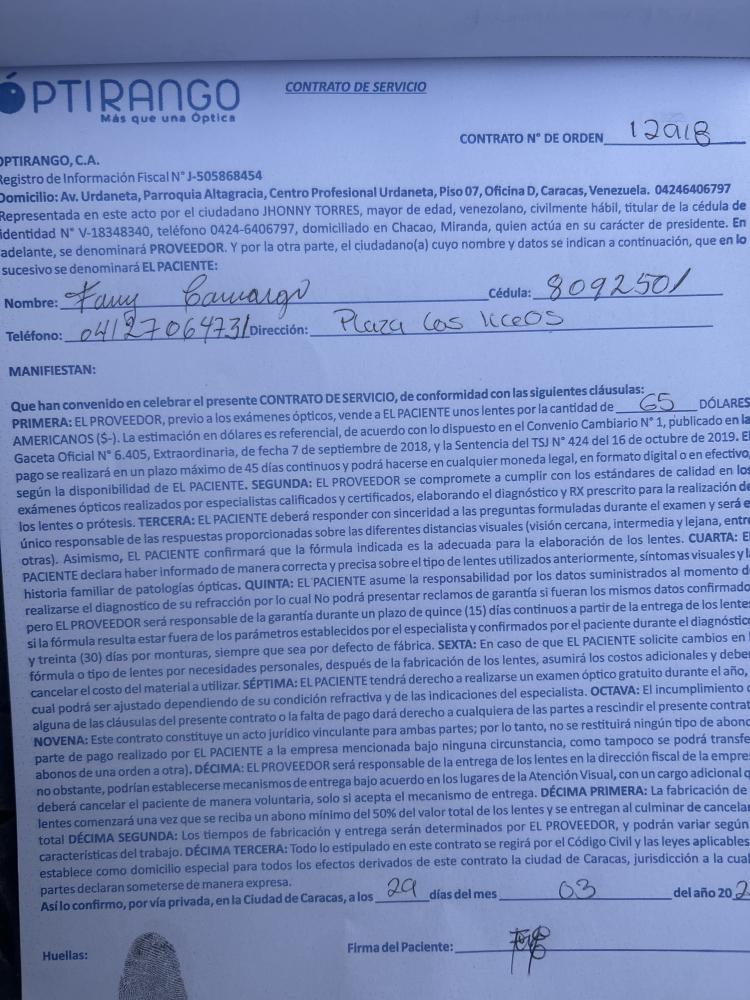 ÓPTIRANGO
Más que una Óptica
CONTRATO DE SERVICIO
CONTRATO N° DE ORDEN 12918
OPTIRANGO, C.A.
Registro de Información Fiscal N° J-505868454
Domicilio: Av. Urdaneta, Parroquia Altagracia, Centro Profesional Urdaneta, Piso 07, Oficina D, Caracas, Venezuela. 04246406797
Representada en este acto por el ciudadano JHONNY TORRES, mayor de edad, venezolano, civilmente hábil, titular de la cédula de
identidad N° V-18348340, teléfono 0424-6406797, domiciliado en Chacao, Miranda, quien actúa en su carácter de presidente. En
adelante, se denominará PROVEEDOR. Y por la otra parte, el ciudadano(a) cuyo nombre y datos se indican a continuación, que en lo
sucesivo se denominará EL PACIENTE:
Nombre: Fany Camargo Cédula: 8092501
Teléfono: 04127064731 Dirección: Plaza Los
MANIFIESTAN:
Que han convenido en celebrar el presente CONTRATO DE SERVICIO, de conformidad con las siguientes cláusulas:
PRIMERA: EL PROVEEDOR, previo a los exámenes ópticos, vende a EL PACIENTE unos lentes por la cantidad de 65 DÓLARES
AMERICANOS ($-). La estimación en dólares es referencial, de acuerdo con lo dispuesto en el Convenio Cambiario N° 1, publicado en la
Gaceta Oficial N° 6.405, Extraordinaria, de fecha 7 de septiembre de 2018, y la Sentencia del TSJ N° 424 del 16 de octubre de 2019. El
pago se realizará en un plazo máximo de 45 días continuos y podrá hacerse en cualquier moneda legal, en formato digital o en efectivo,
según la disponibilidad de EL PACIENTE. SEGUNDA: EL PROVEEDOR se compromete a cumplir con los estándares de calidad en los
exámenes ópticos realizados por especialistas calificados y certificados, elaborando el diagnóstico y RX prescrito para la realización de
los lentes o prótesis. TERCERA: EL PACIENTE deberá responder con sinceridad a las preguntas formuladas durante el examen y será e
único responsable de las respuestas proporcionadas sobre las diferentes distancias visuales (visión cercana, intermedia y lejana, entre
otras). Asimismo, EL PACIENTE confirmará que la fórmula indicada es la adecuada para la elaboración de los lentes. CUARTA: E
PACIENTE declara haber informado de manera correcta y precisa sobre el tipo de lentes utilizados anteriormente, síntomas visuales y l
historia familiar de patologías ópticas. QUINTA: EL PACIENTE asume la responsabilidad por los datos suministrados al momento d
realizarse el diagnostico de su refracción por lo cual No podrá presentar reclamos de garantía si fueran los mismos datos confirmado
pero EL PROVEEDOR será responsable de la garantía durante un plazo de quince (15) días continuos a partir de la entrega de los lente
si la fórmula resulta estar fuera de los parámetros establecidos por el especialista y confirmados por el paciente durante el diagnóstic
y treinta (30) días por monturas, siempre que sea por defecto de fábrica. SEXTA: En caso de que EL PACIENTE solicite cambios en
fórmula o tipo de lentes por necesidades personales, después de la fabricación de los lentes, asumirá los costos adicionales y debe
cancelar el costo del material a utilizar. SÉPTIMA: EL PACIENTE tendrá derecho a realizarse un examen óptico gratuito durante el año,
cual podrá ser ajustado dependiendo de su condición refractiva y de las indicaciones del especialista. OCTAVA: El incumplimiento
alguna de las cláusulas del presente contrato o la falta de pago dará derecho a cualquiera de las partes a rescindir el presente contrat
NOVENA: Este contrato constituye un acto jurídico vinculante para ambas partes; por lo tanto, no se restituirá ningún tipo de abono
parte de pago realizado por EL PACIENTE a la empresa mencionada bajo ninguna circunstancia, como tampoco se podrá transfe
abonos de una orden a otra). DÉCIMA: EL PROVEEDOR será responsable de la entrega de los lentes en la dirección fiscal de la empre
no obstante, podrían establecerse mecanismos de entrega bajo acuerdo en los lugares de la Atención Visual, con un cargo adicional q
deberá cancelar el paciente de manera voluntaria, solo si acepta el mecanismo de entrega. DÉCIMA PRIMERA: La fabricación de
lentes comenzará una vez que se reciba un abono mínimo del 50% del valor total de los lentes y se entregan al culminar de cancelar
total DÉCIMA SEGUNDA: Los tiempos de fabricación y entrega serán determinados por EL PROVEEDOR, y podrán variar según
características del trabajo. DÉCIMA TERCERA: Todo lo estipulado en este contrato se regirá por el Código Civil y las leyes aplicables
establece como domicilio especial para todos los efectos derivados de este contrato la ciudad de Caracas, jurisdicción a la cual
partes declaran someterse de manera expresa.
Así lo confirmo, por vía privada, en la Ciudad de Caracas, a los 29 días del mes 03 del año 202
Huellas: Firma del Paciente: